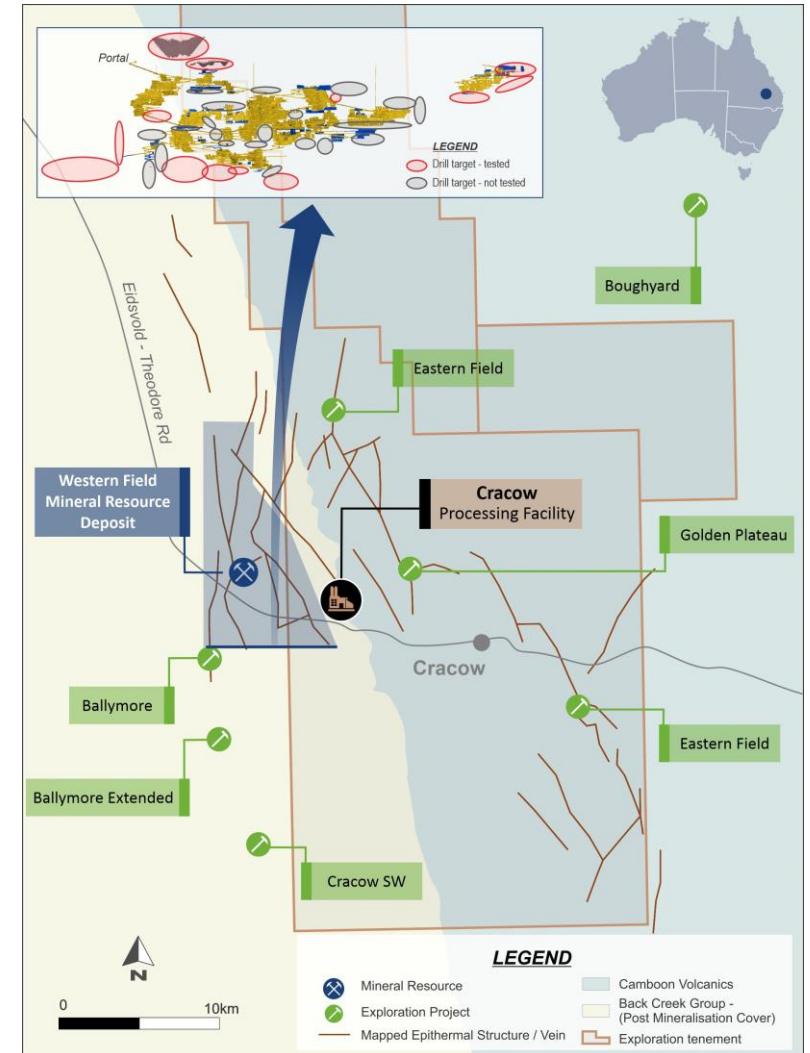 Portal
LEGEND
Drill target - tested
Drill target - not tested
Boughyard
Eidsvold - Theodore Rd
Eastern Field
Western Field
Mineral Resource
Deposit
Cracow
Processing Facility
Golden Plateau
Cracow
Ballymore
Eastern Field
Ballymore Extended
Cracow SW
N
0 10km
LEGEND
Mineral Resource
Exploration Project
Mapped Epithermal Structure / Vein
Camboon Volcanics
Back Creek Group -
(Post Mineralisation Cover)
Exploration tenement